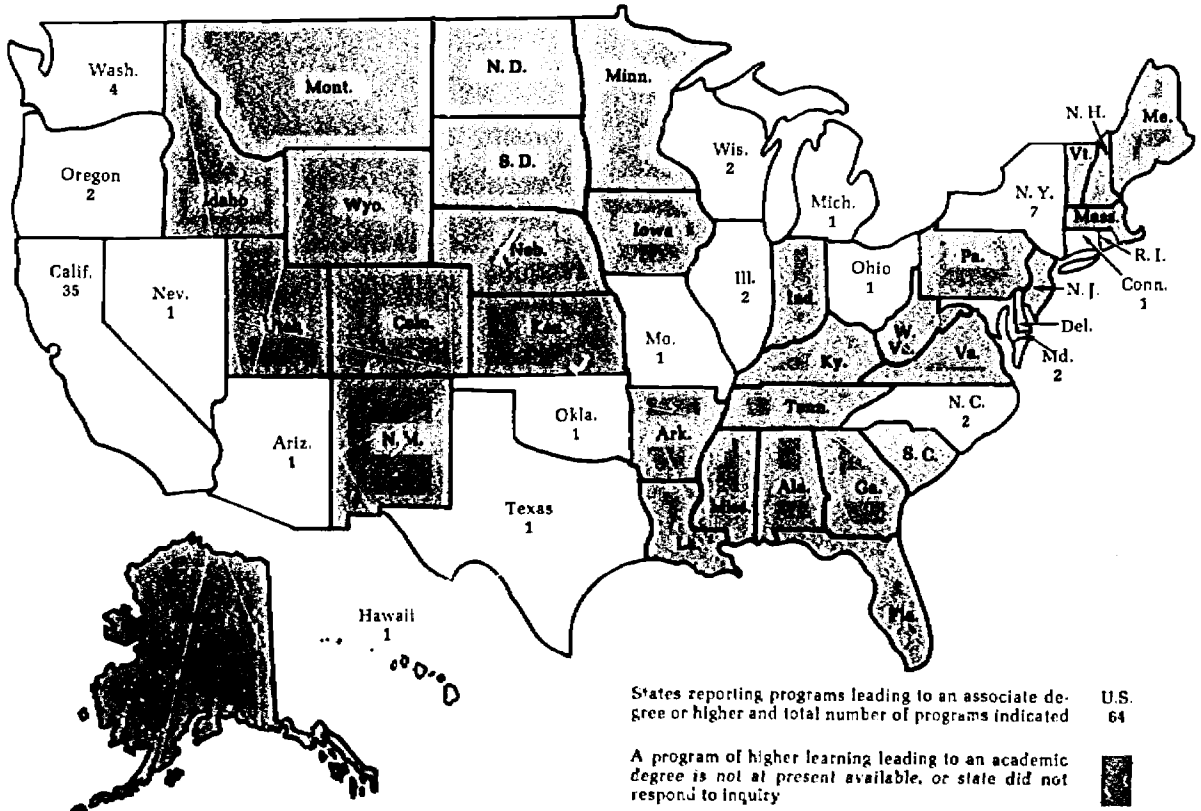 Wash.
4
Mont.
N. D.
Minn.
N. H.
Me.
Oregon
2
Idaho
Wyo.
S. D.
Wis.
2
Mich.
1
Vt.
N. Y.
7
Mass.
Calif.
35
Nev.
1
Utah
Colo.
Neb.
Iowa
Ill.
2
Ind.
Ohio
1
Pa.
R. I.
N. J.
Conn.
1
Kan.
Mo.
1
Ky.
W.
Va.
Va.
Del.
Md.
2
Ariz.
1
N. M.
Okla.
1
Ark.
Tenn.
N. C.
2
S. C.
Texas
1
La.
Miss.
Ala.
Ga.
Fla.
Hawaii
1
States reporting programs leading to an associate de-
gree or higher and total number of programs indicated
U.S.
64
A program of higher learning leading to an academic
degree is not at present available, or state did not
respond to inquiry